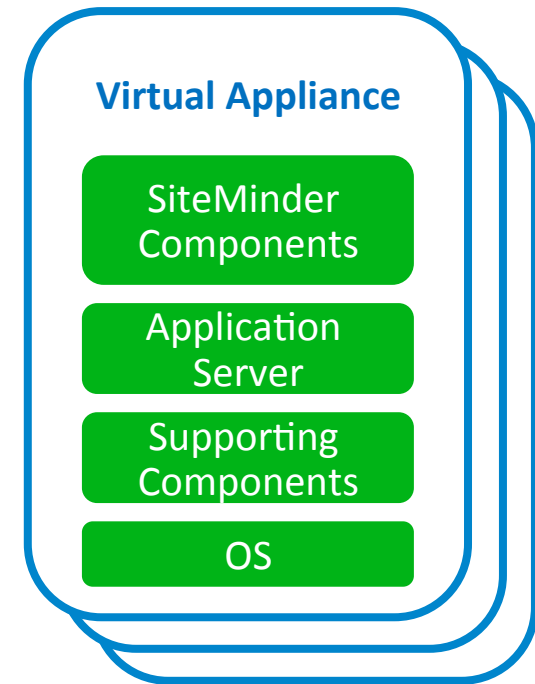 Virtual Appliance
SiteMinder
Components
Application
Server
Supporting
Components
OS